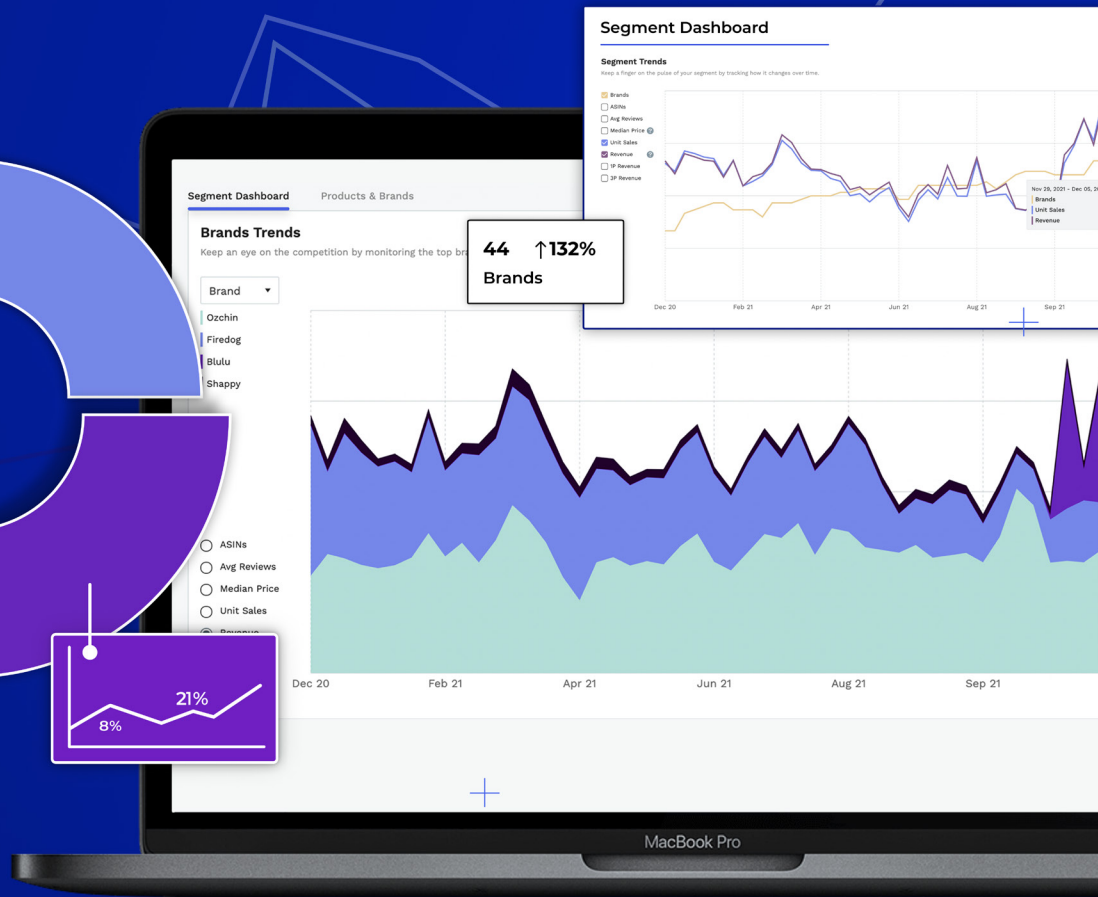 Segment Dashboard
Segment Trends
Keep a finger on the pulse of your segment by tracking how it changes over time.
Brands
ASINs
Avg Reviews
Median Price
Unit Sales
Revenue
1P Revenue
3P Revenue
Nov 29, 2021 - Dec 05, 20
Brands
Unit Sales
Revenue
Dec 20 Feb 21 Apr 21 Jun 21 Aug 21 Sep 21
Segment Dashboard Products & Brands
Brands Trends
Keep an eye on the competition by monitoring the top
44 ↑132%
Brands
Brand
Ozchin
Firedog
Blulu
Shappy
ASINs
Avg Reviews
Median Price
Unit Sales
Revenue
Dec 20 Feb 21 Apr 21 Jun 21 Aug 21 Sep 21
21%
8%
MacBook Pro